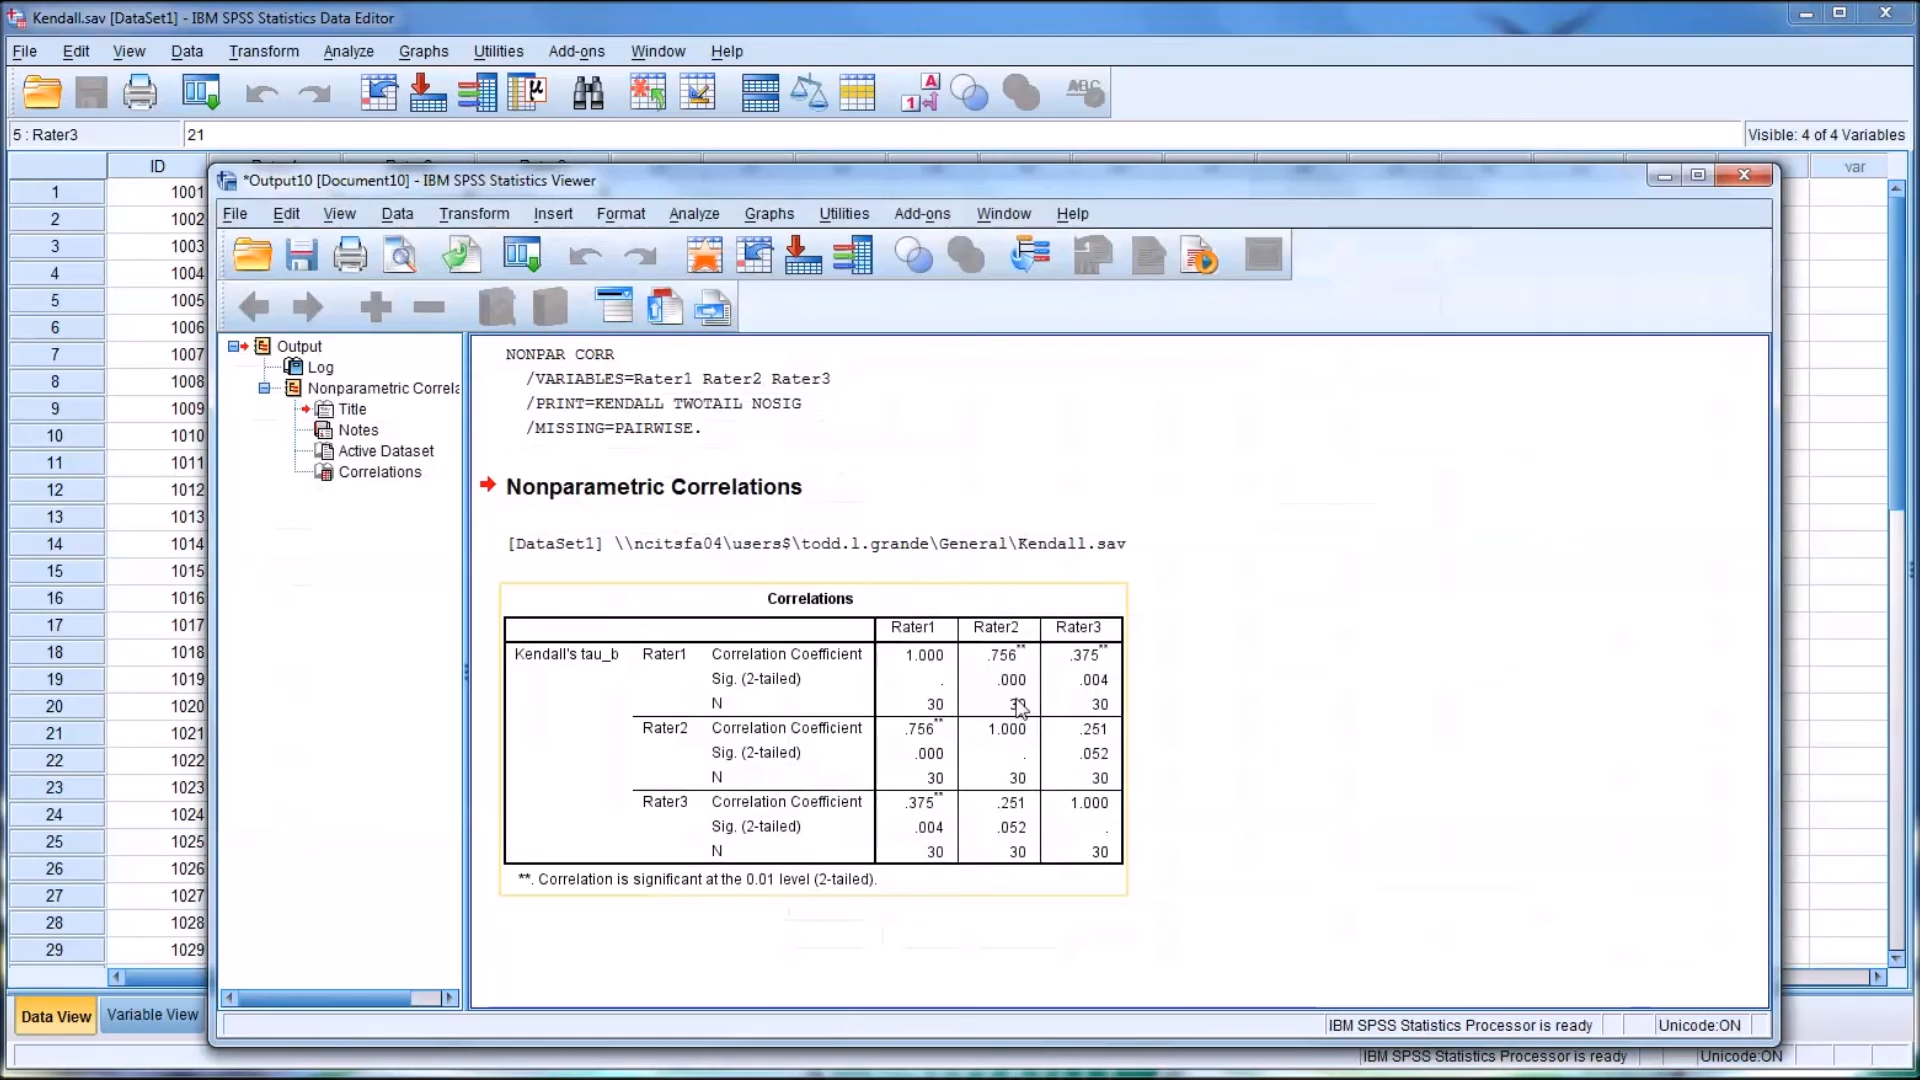 Kendall.sav [DataSet1] - IBM SPSS Statistics Data Editor
File Edit View Data Transform Analyze Graphs Utilities Add-ons Window Help
5 : Rater3 21 Visible: 4 of 4 Variables
ID var
1 1001
2 1002
3 1003
4 1004
5 1005
6 1006
7 1007
8 1008
9 1009
10 1010
11 1011
12 1012
13 1013
14 1014
15 1015
16 1016
17 1017
18 1018
19 1019
20 1020
21 1021
22 1022
23 1023
24 1024
25 1025
26 1026
27 1027
28 1028
29 1029
Data View Variable View
*Output10 [Document10] - IBM SPSS Statistics Viewer
File Edit View Data Transform Insert Format Analyze Graphs Utilities Add-ons Window Help
Output
Log
Nonparametric Correla
Title
Notes
Active Dataset
Correlations
NONPAR CORR
/VARIABLES=Rater1 Rater2 Rater3
/PRINT=KENDALL TWOTAIL NOSIG
/MISSING=PAIRWISE.
Nonparametric Correlations
[DataSet1] \\ncitsfa04\users$\todd.l.grande\General\Kendall.sav
Correlations
Rater1 Rater2 Rater3
Kendall's tau_b Rater1 Correlation Coefficient 1.000 .756** .375**
Sig. (2-tailed) . .000 .004
N 30 30 30
Rater2 Correlation Coefficient .756** 1.000 .251
Sig. (2-tailed) .000 . .052
N 30 30 30
Rater3 Correlation Coefficient .375** .251 1.000
Sig. (2-tailed) .004 .052 .
N 30 30 30
**. Correlation is significant at the 0.01 level (2-tailed).
IBM SPSS Statistics Processor is ready Unicode:ON
IBM SPSS Statistics Processor is ready Unicode:ON